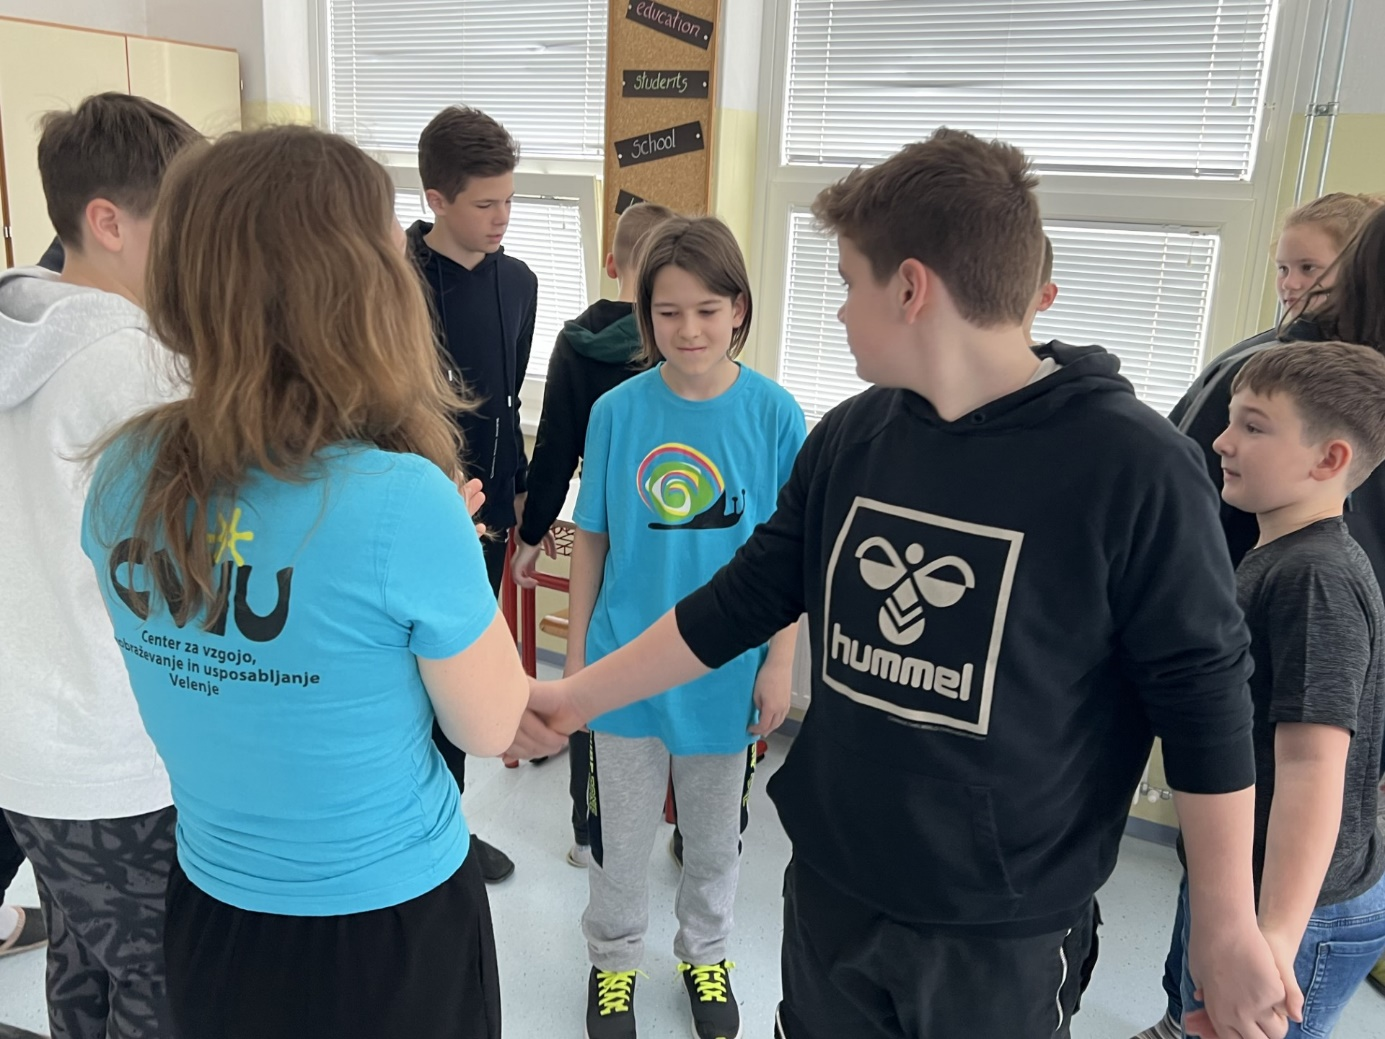 education
students
school
CVIU
Center za vzgojo,
izobraževanje in usposabljanje
Velenje
hummel